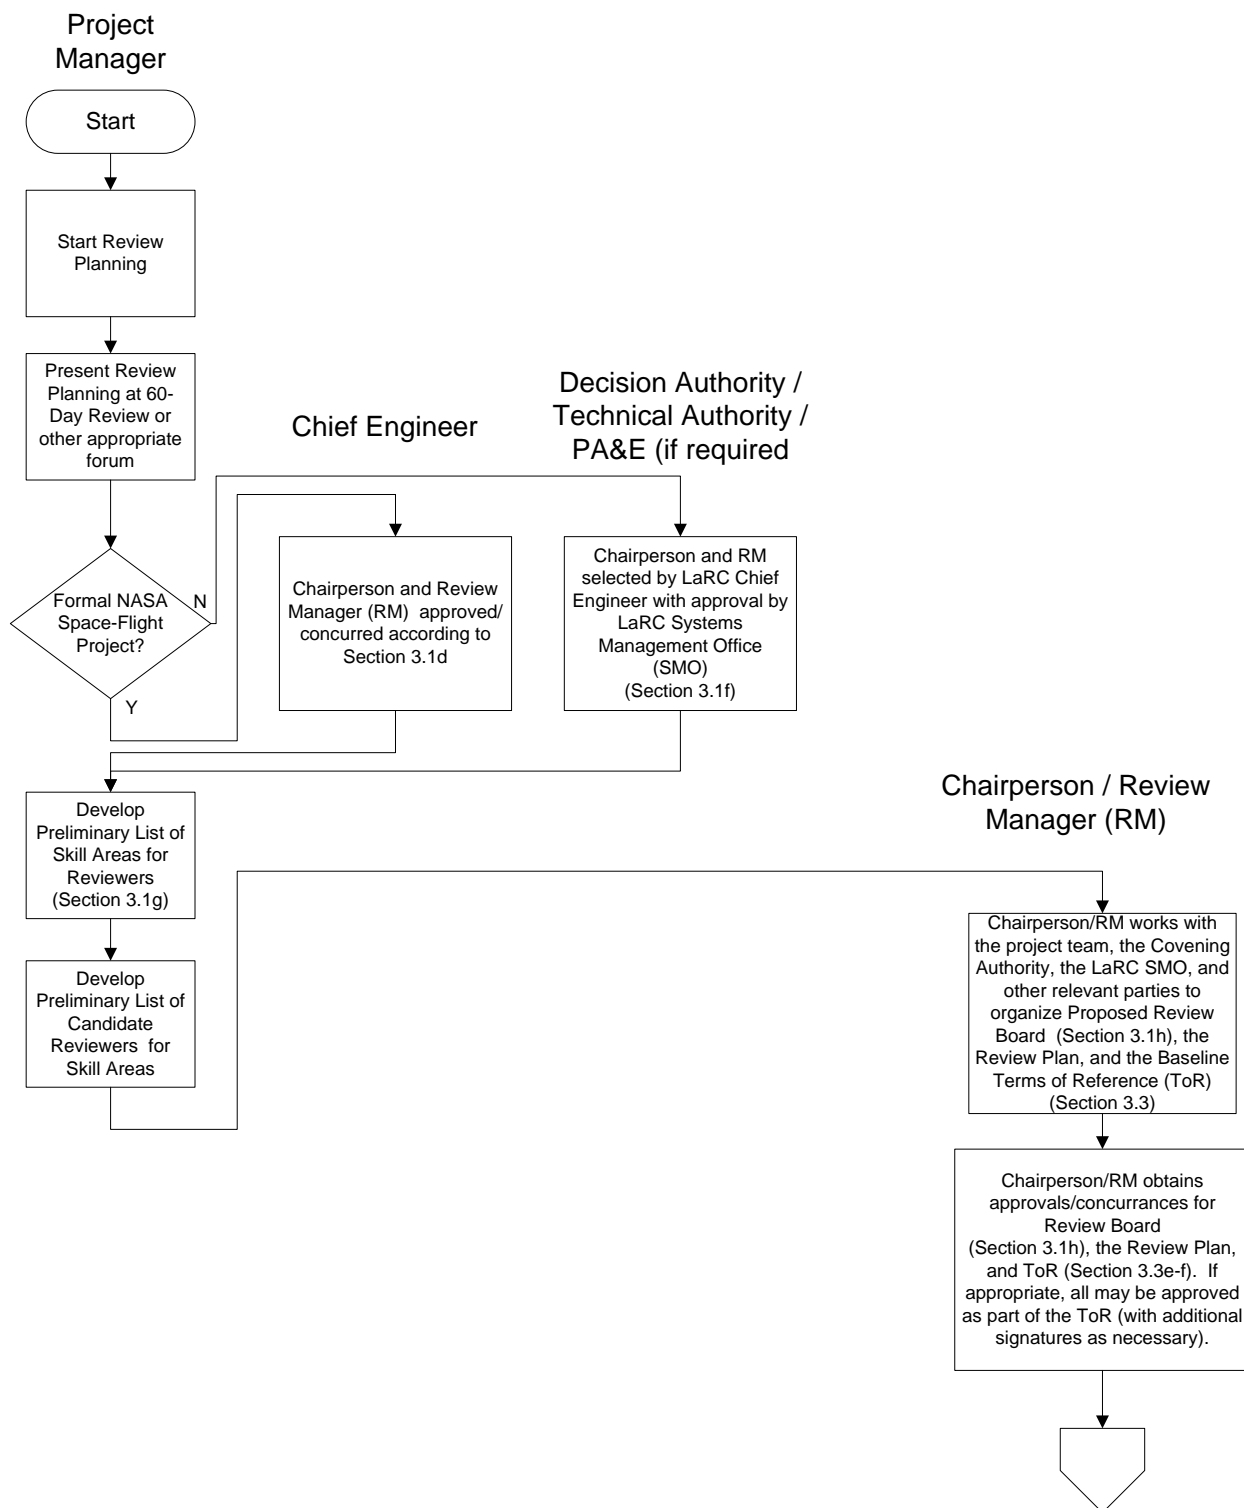 Project
Manager
Start
Start Review
Planning
Present Review
Planning at 60-
Day Review or
other appropriate
forum
Chief Engineer
Decision Authority /
Technical Authority /
PA&E (if required
Formal NASA
Space-Flight
Project?
N
Y
Chairperson and Review
Manager (RM)  approved/
concurred according to
Section 3.1d
Chairperson and RM
selected by LaRC Chief
Engineer with approval by
LaRC Systems
Management Office
(SMO)
(Section 3.1f)
Develop
Preliminary List of
Skill Areas for
Reviewers
(Section 3.1g)
Develop
Preliminary List of
Candidate
Reviewers  for
Skill Areas
Chairperson / Review
Manager (RM)
Chairperson/RM works with
the project team, the Covening
Authority, the LaRC SMO, and
other relevant parties to
organize Proposed Review
Board  (Section 3.1h), the
Review Plan, and the Baseline
Terms of Reference (ToR)
(Section 3.3)
Chairperson/RM obtains
approvals/concurrances for
Review Board
(Section 3.1h), the Review Plan,
and ToR (Section 3.3e-f).  If
appropriate, all may be approved
as part of the ToR (with additional
signatures as necessary).